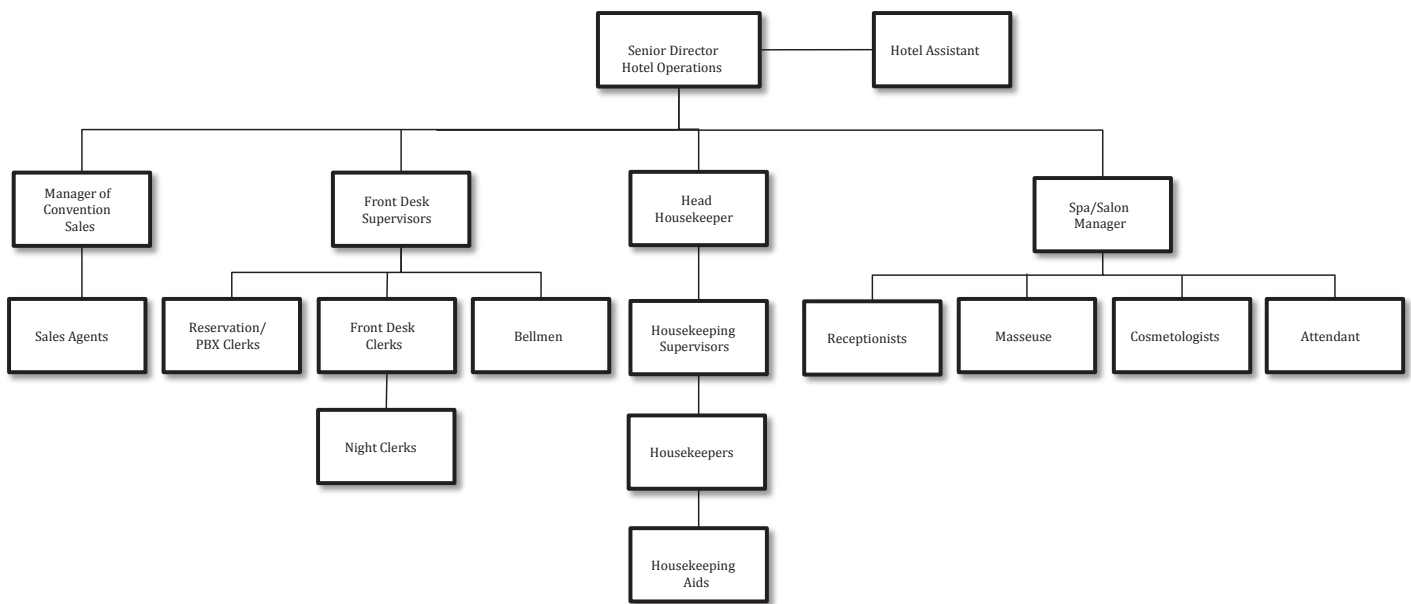 Senior Director
Hotel Operations
Hotel Assistant
Manager of
Convention
Sales
Front Desk
Supervisors
Head
Housekeeper
Spa/Salon
Manager
Sales Agents
Reservation/
PBX Clerks
Front Desk
Clerks
Bellmen
Housekeeping
Supervisors
Receptionists
Masseuse
Cosmetologists
Attendant
Night Clerks
Housekeepers
Housekeeping
Aids